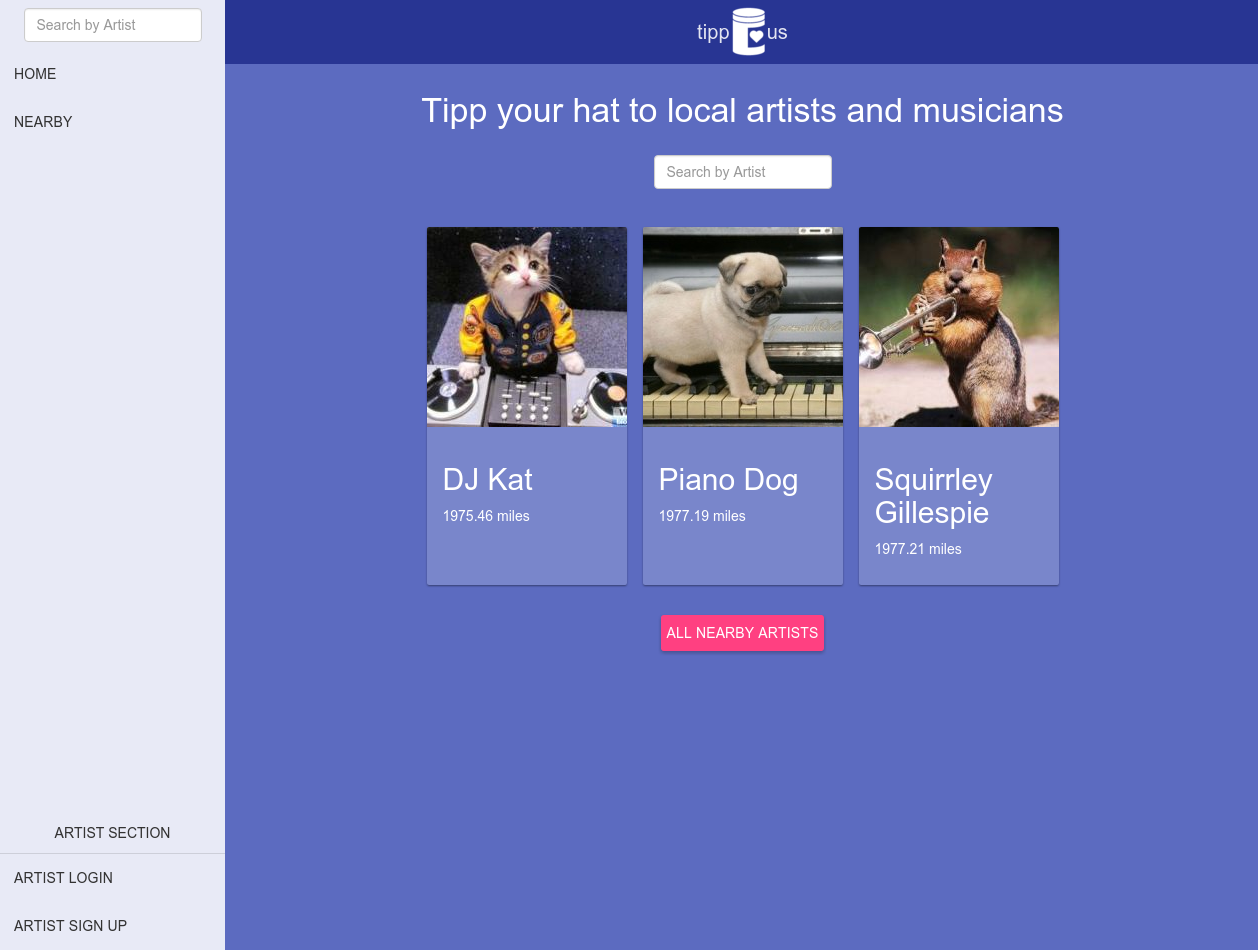 Search by Artist
HOME
NEARBY
ARTIST SECTION
ARTIST LOGIN
ARTIST SIGN UP
tipp us
Tipp your hat to local artists and musicians
Search by Artist
DJ Kat
1975.46 miles
Piano Dog
1977.19 miles
Squirrley
Gillespie
1977.21 miles
ALL NEARBY ARTISTS